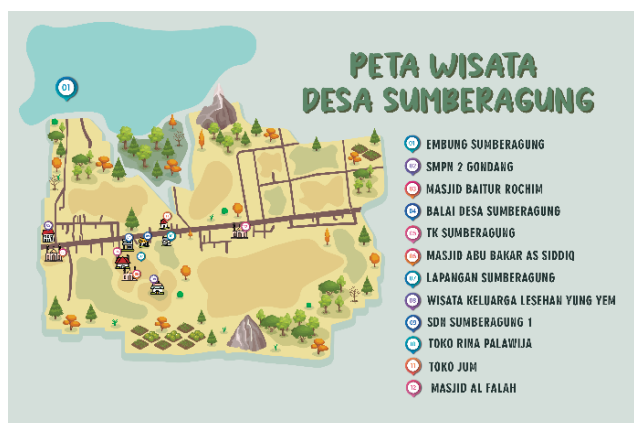 PETA WISATA
DESA SUMBERAGUNG
01 EMBUNG SUMBERAGUNG
02 SMPN 2 GONDANG
03 MASJID BAITUR ROCHIM
04 BALAI DESA SUMBERAGUNG
05 TK SUMBERAGUNG
06 MASJID ABU BAKAR AS SIDDIQ
07 LAPANGAN SUMBERAGUNG
08 WISATA KELUARGA LESEHAN YUNG YEM
09 SDN SUMBERAGUNG 1
10 TOKO RINA PALAWIJA
11 TOKO JUM
12 MASJID AL FALAH
01